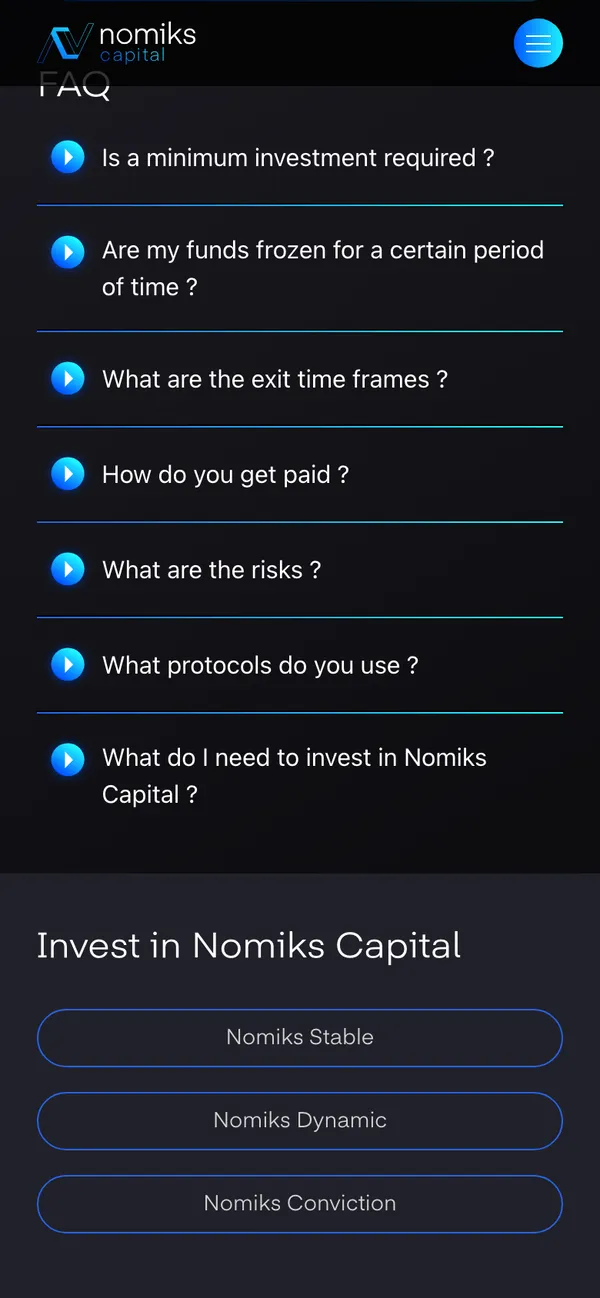 nomiks
capital
FAQ
Is a minimum investment required ?
Are my funds frozen for a certain period
of time ?
What are the exit time frames ?
How do you get paid ?
What are the risks ?
What protocols do you use ?
What do I need to invest in Nomiks
Capital ?
Invest in Nomiks Capital
Nomiks Stable
Nomiks Dynamic
Nomiks Conviction